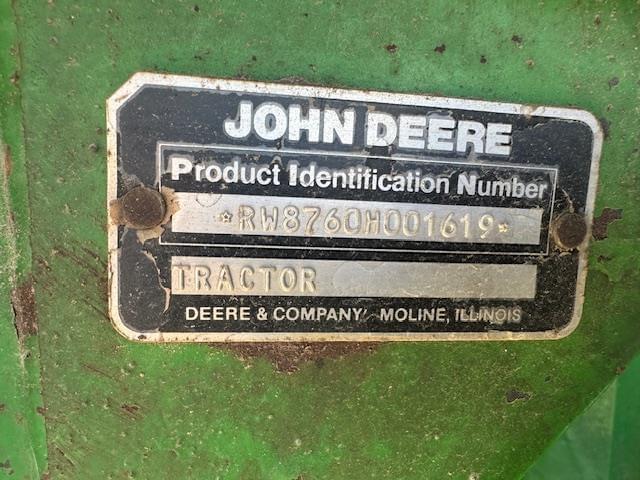 JOHN DEERE
Product Identification Number
*RW8760H001619*
TRACTOR
DEERE & COMPANY MOLINE, ILLINOIS